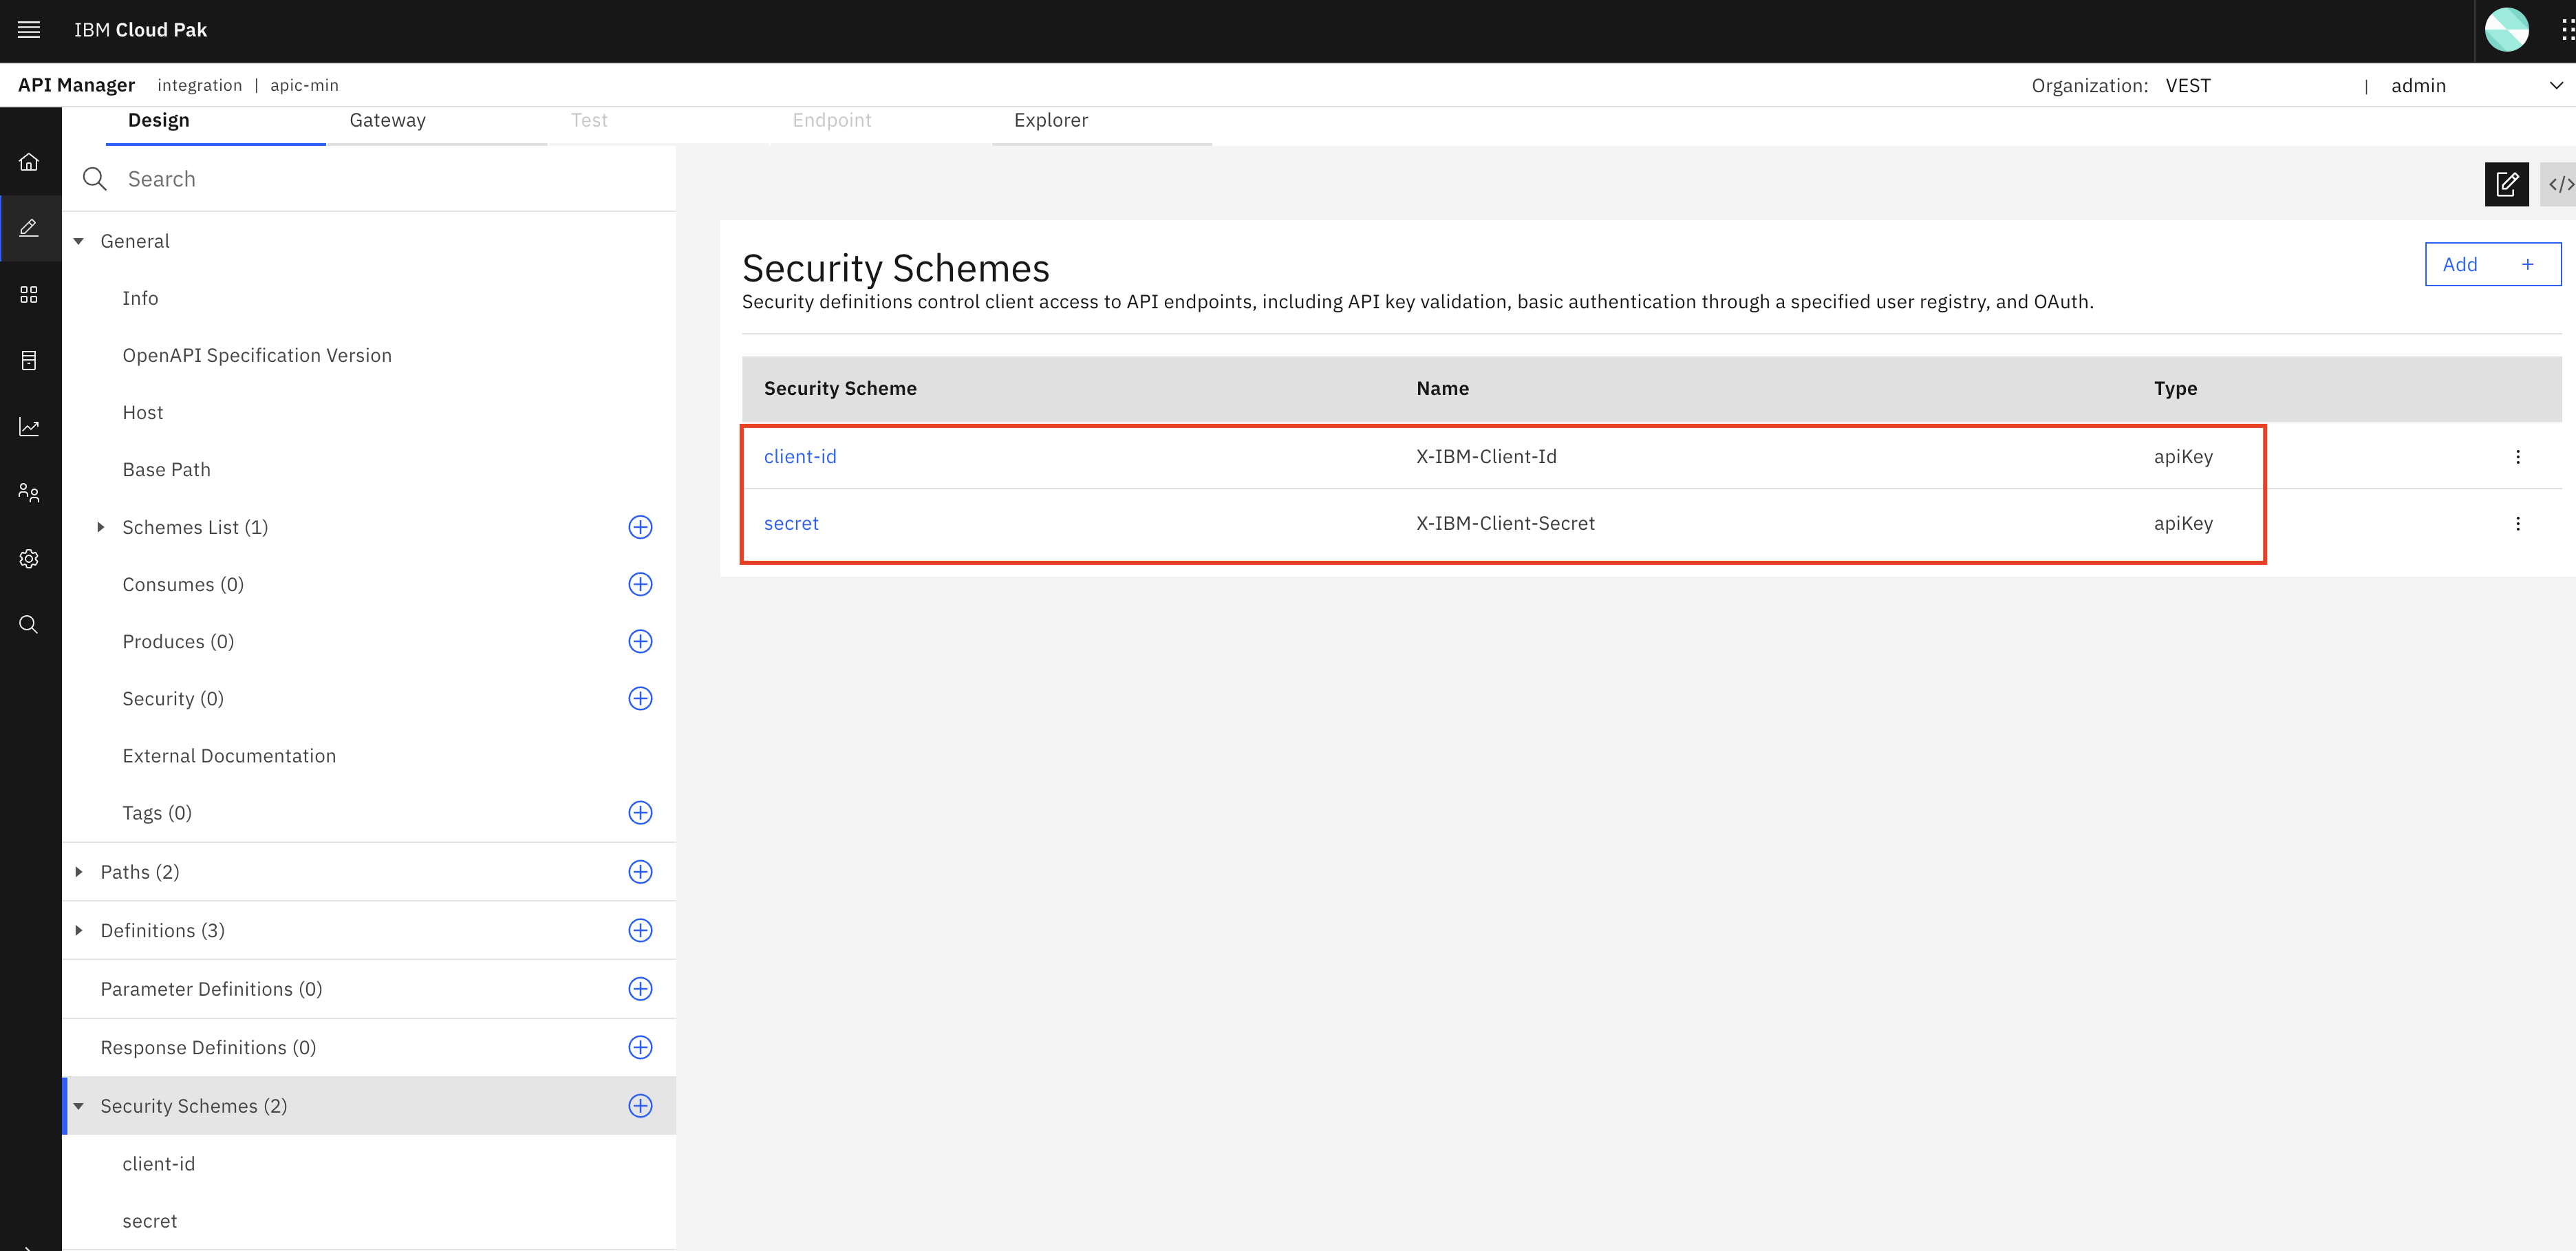 IBM Cloud Pak
API Manager integration | apic-min Organization: VEST | admin
Design Gateway Test Endpoint Explorer
Search
General
Info
OpenAPI Specification Version
Host
Base Path
Schemes List (1)
Consumes (0)
Produces (0)
Security (0)
External Documentation
Tags (0)
Paths (2)
Definitions (3)
Parameter Definitions (0)
Response Definitions (0)
Security Schemes (2)
client-id
secret
Security Schemes
Add +
Security definitions control client access to API endpoints, including API key validation, basic authentication through a specified user registry, and OAuth.
Security Scheme Name Type
client-id X-IBM-Client-Id apiKey
secret X-IBM-Client-Secret apiKey